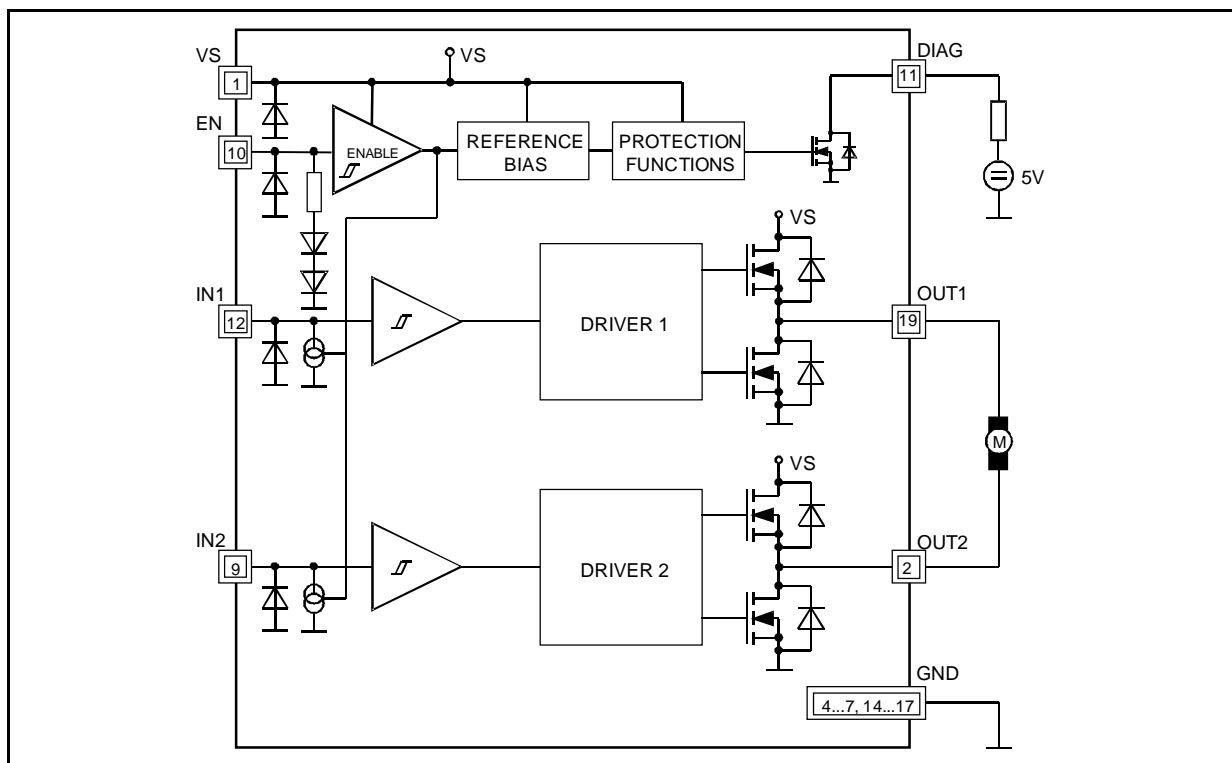 VS
VS
DIAG
1
11
EN
10
ENABLE
REFERENCE
BIAS
PROTECTION
FUNCTIONS
5V
VS
IN1
12
DRIVER 1
OUT1
19
M
VS
IN2
9
DRIVER 2
OUT2
2
GND
4...7, 14...17